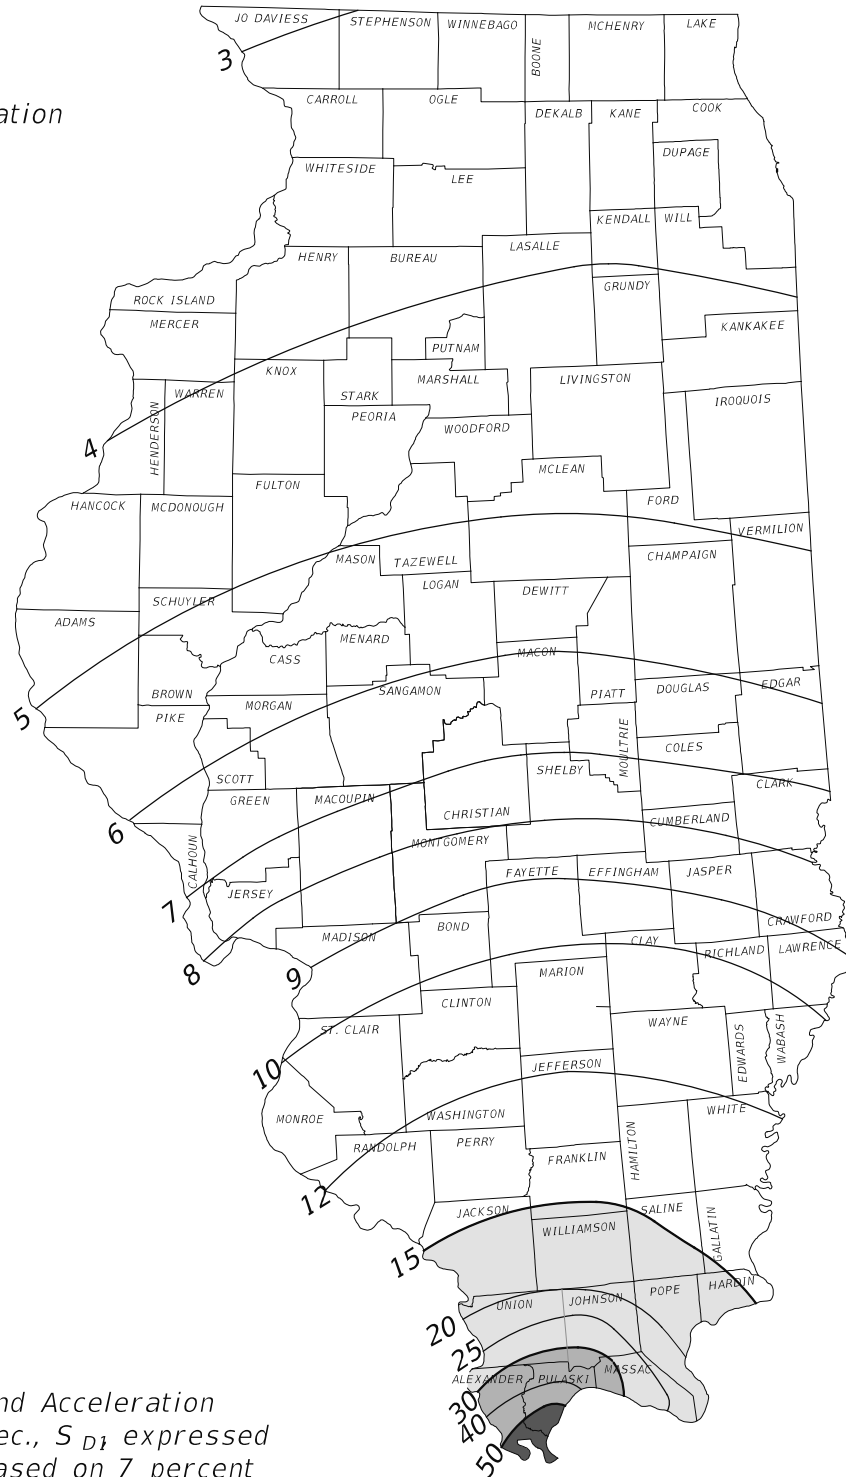 JO DAVIESS
STEPHENSON
WINNEBAGO
BOONE
MCHENRY
LAKE
3
ation
CARROLL
OGLE
DEKALB
KANE
COOK
DUPAGE
WHITESIDE
LEE
KENDALL
WILL
HENRY
BUREAU
LASALLE
ROCK ISLAND
GRUNDY
MERCER
KANKAKEE
PUTNAM
KNOX
MARSHALL
LIVINGSTON
WARREN
STARK
IROQUOIS
HENDERSON
PEORIA
WOODFORD
4
MCLEAN
FULTON
FORD
HANCOCK
MCDONOUGH
VERMILION
MASON
TAZEWELL
CHAMPAIGN
LOGAN
DEWITT
SCHUYLER
ADAMS
MENARD
CASS
MACON
BROWN
SANGAMON
PIATT
DOUGLAS
EDGAR
5
PIKE
MORGAN
MOULTRIE
COLES
SCOTT
SHELBY
CLARK
GREEN
MACOUPIN
CHRISTIAN
CUMBERLAND
6
CALHOUN
MONTGOMERY
FAYETTE
EFFINGHAM
JASPER
JERSEY
7
BOND
CRAWFORD
MADISON
CLAY
RICHLAND
LAWRENCE
8
9
MARION
CLINTON
ST. CLAIR
WAYNE
EDWARDS
WABASH
10
JEFFERSON
MONROE
WASHINGTON
WHITE
RANDOLPH
PERRY
FRANKLIN
HAMILTON
12
JACKSON
SALINE
WILLIAMSON
GALLATIN
15
HARDIN
UNION
JOHNSON
POPE
20
25
ALEXANDER
PULASKI
MASSAC
30
40
50
nd Acceleration
ec., S D1, expressed
ased on 7 percent